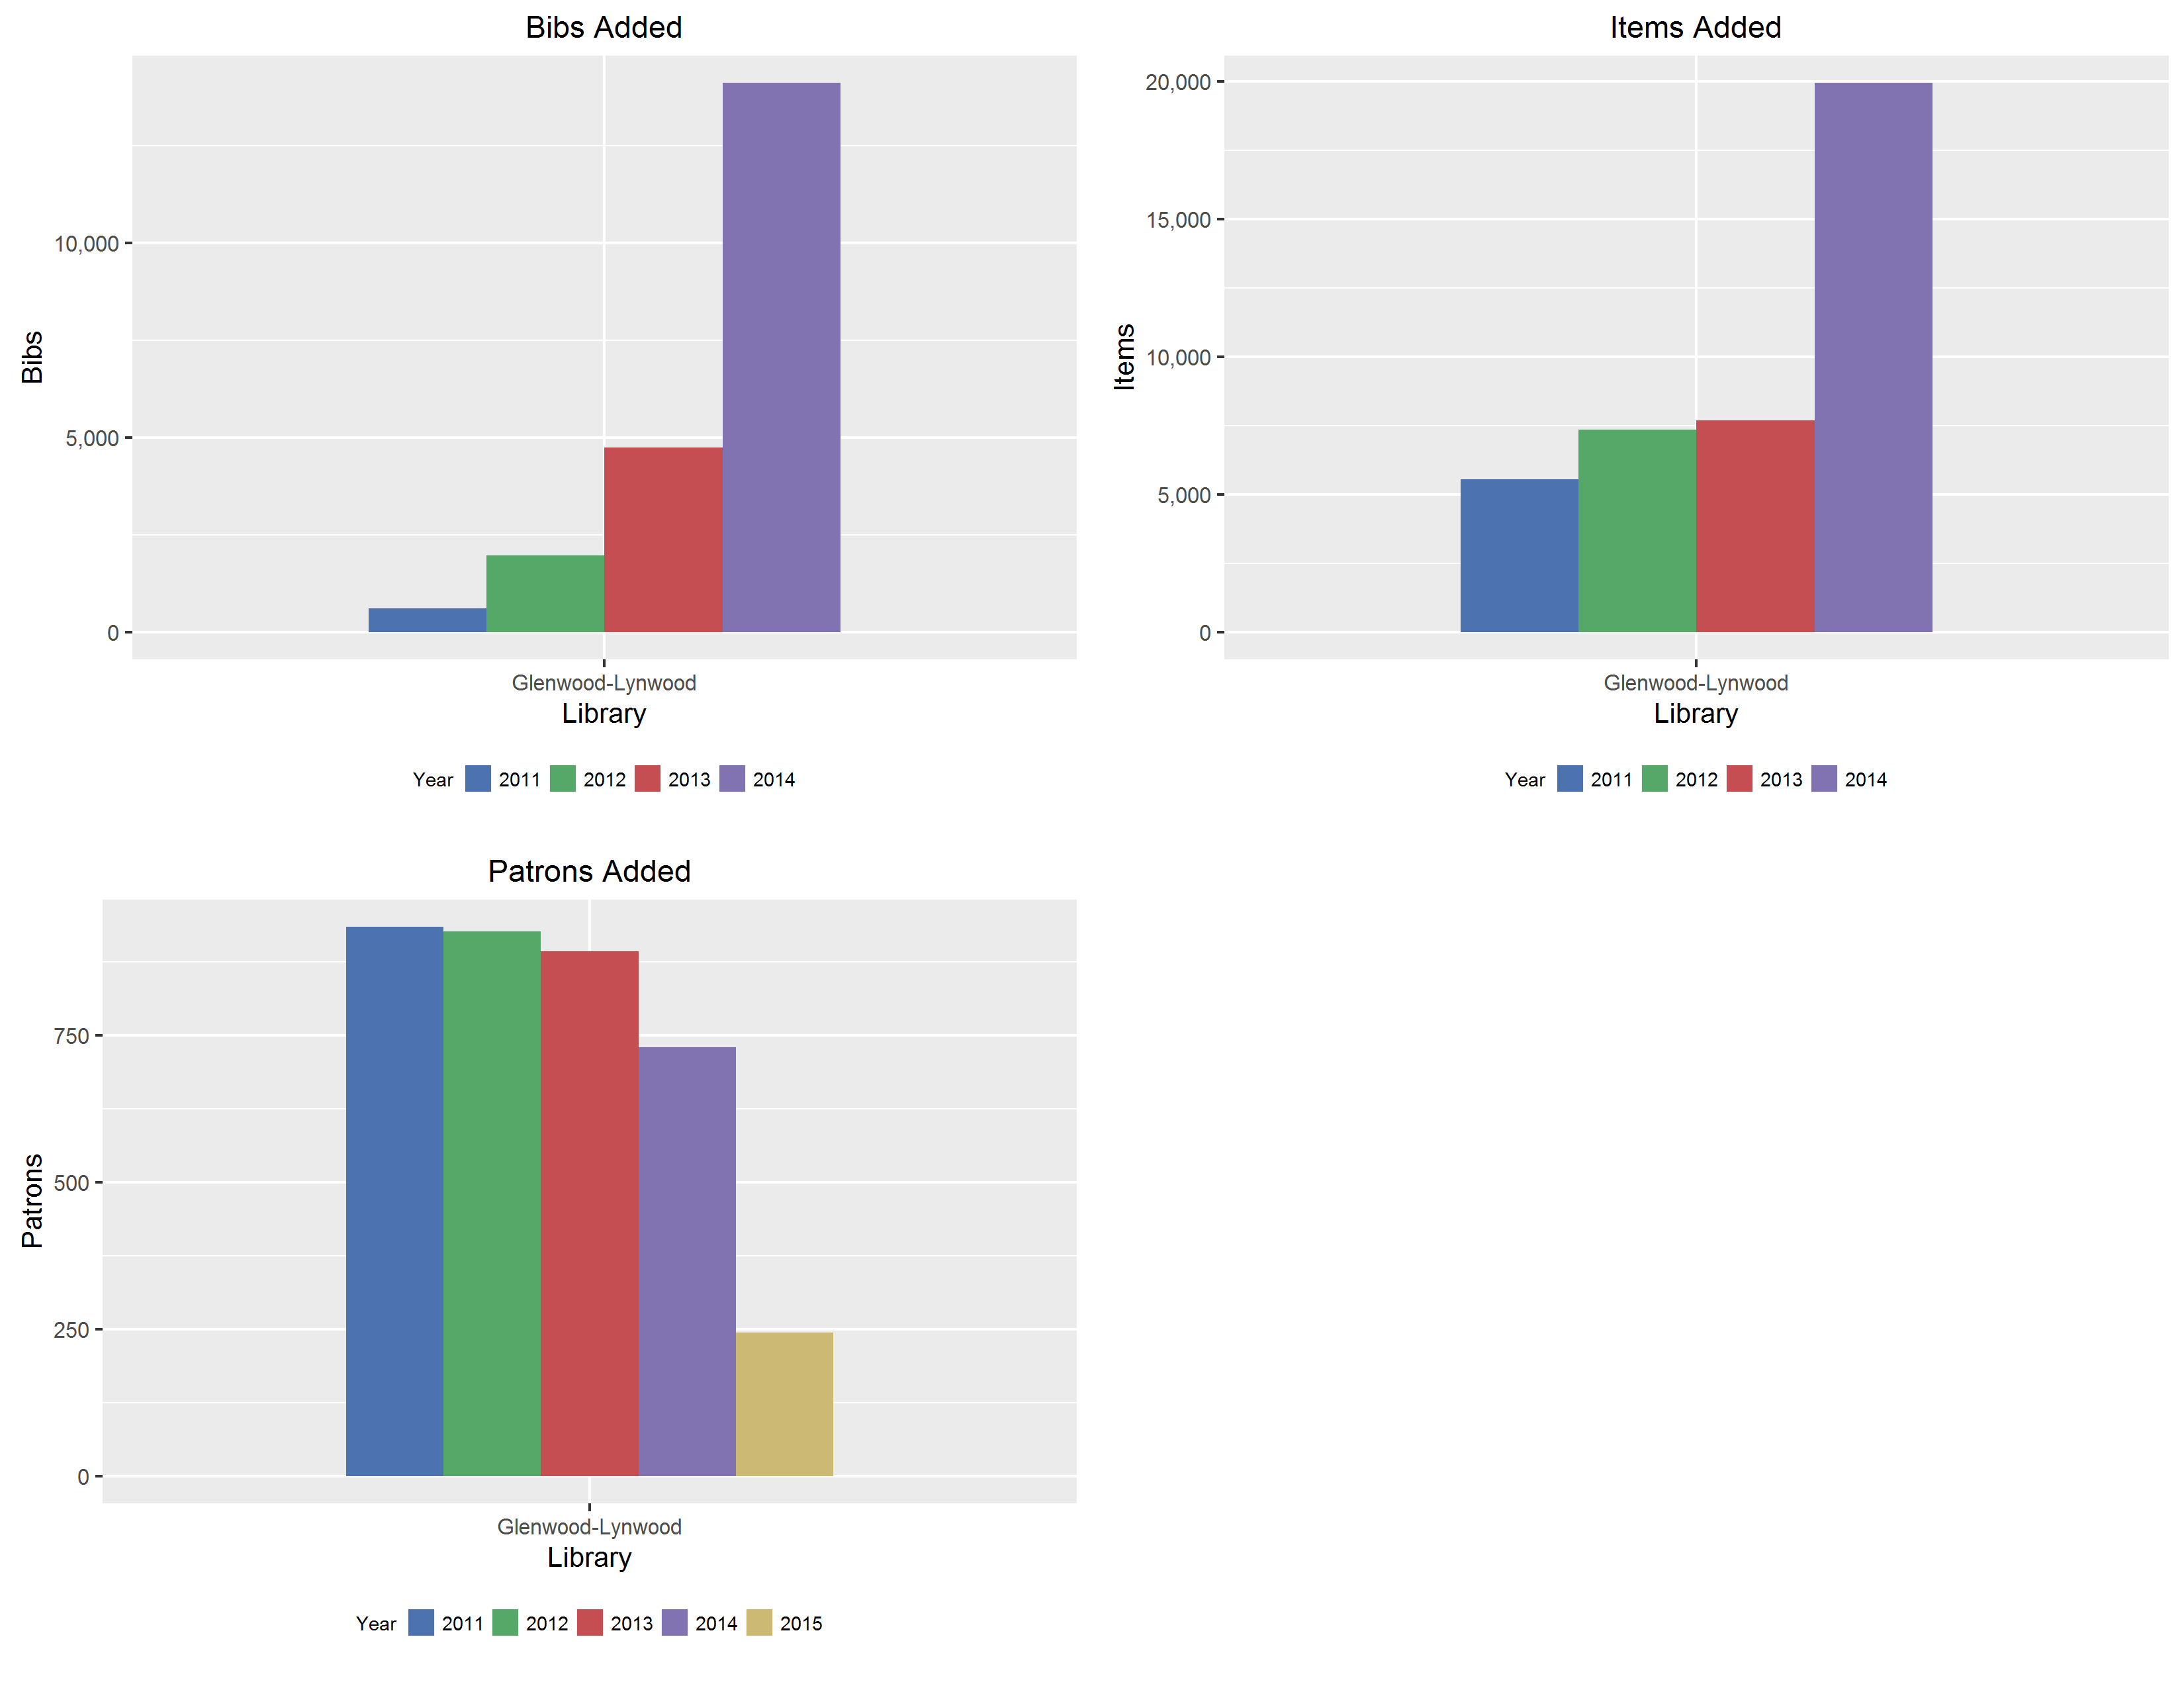 Bibs Added
10,000
5,000
0
Bibs
Glenwood-Lynwood
Library
Year 2011 2012 2013 2014
Items Added
20,000
15,000
10,000
5,000
0
Items
Glenwood-Lynwood
Library
Year 2011 2012 2013 2014
Patrons Added
750
500
250
0
Patrons
Glenwood-Lynwood
Library
Year 2011 2012 2013 2014 2015